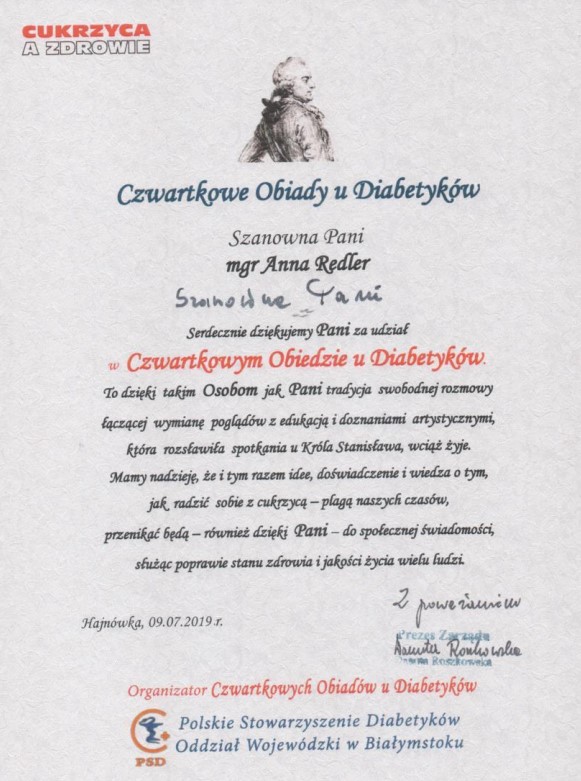 CUKRZYCA
A ZDROWIE
Czwartkowe Obiady u Diabetyków
Szanowna Pani
mgr Anna Redler
Szanowna Pani
Serdecznie dziękujemy Pani za udział
w Czwartkowym Obiedzie u Diabetyków.
To dzięki takim Osobom jak Pani tradycja swobodnej rozmowy
łączącej wymianę poglądów z edukacją i doznaniami artystycznymi,
która rozsławiła spotkania u Króla Stanisława, wciąż żyje.
Mamy nadzieję, że i tym razem idee, doświadczenie i wiedza o tym,
jak radzić sobie z cukrzycą – plagą naszych czasów,
przenikać będą – również dzięki Pani – do społecznej świadomości,
służąc poprawie stanu zdrowia i jakości życia wielu ludzi.
Z poważaniem
Hajnówka, 09.07.2019 r.
Prezes Zarządu
Danuta Roszkowska
Danuta Roszkowska
Organizator Czwartkowych Obiadów u Diabetyków
Polskie Stowarzyszenie Diabetyków
Oddział Wojewódzki w Białymstoku
PSD